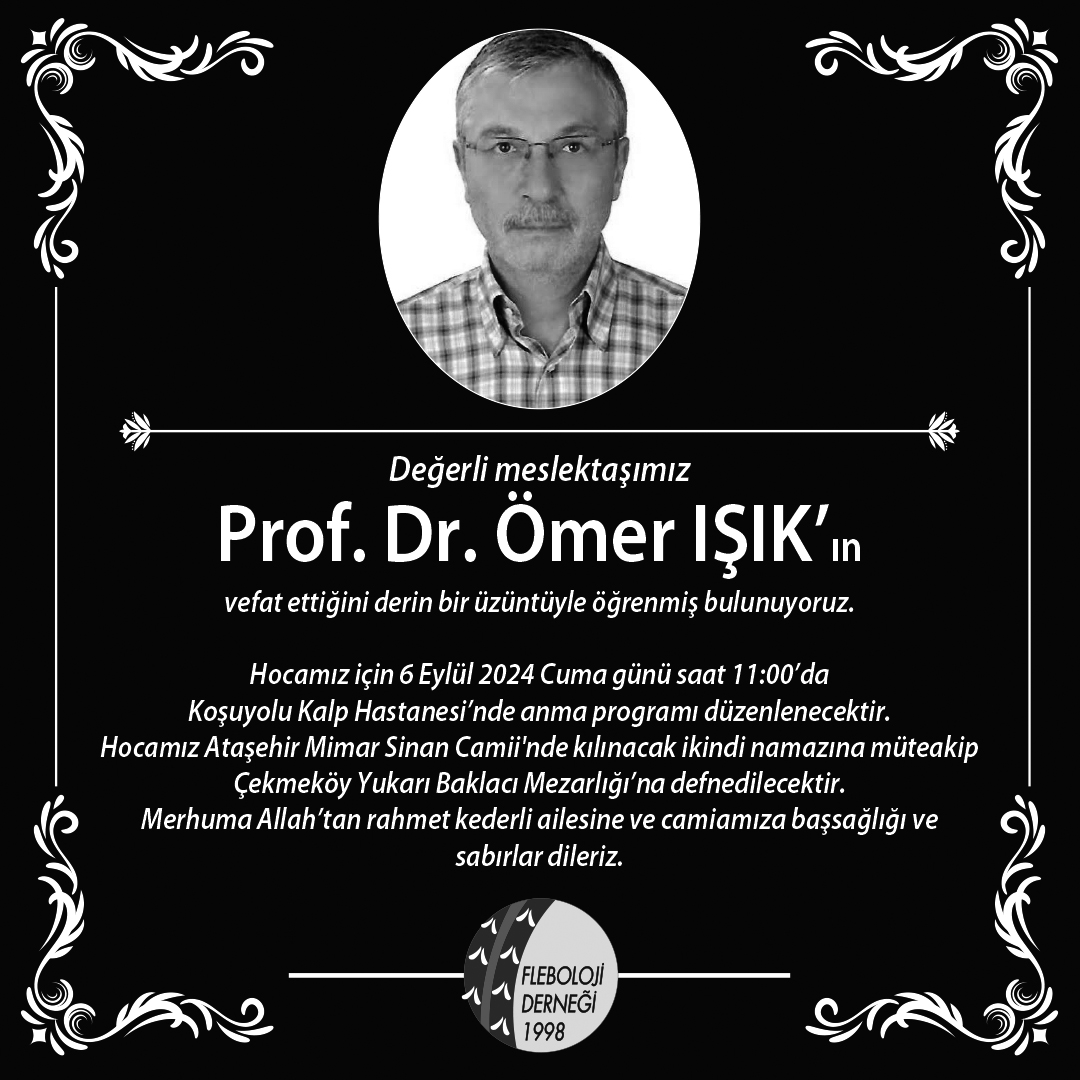 Değerli meslektaşımız
Prof. Dr. Ömer IŞIK’ın
vefat ettiğini derin bir üzüntüyle öğrenmiş bulunuyoruz.
Hocamız için 6 Eylül 2024 Cuma günü saat 11:00’da
Koşuyolu Kalp Hastanesi’nde anma programı düzenlenecektir.
Hocamız Ataşehir Mimar Sinan Camii'nde kılınacak ikindi namazına müteakip
Çekmeköy Yukarı Baklacı Mezarlığı’na defnedilecektir.
Merhuma Allah’tan rahmet kederli ailesine ve camiamıza başsağlığı ve
sabırlar dileriz.
FLEBOLOJİ
DERNEĞİ
1998